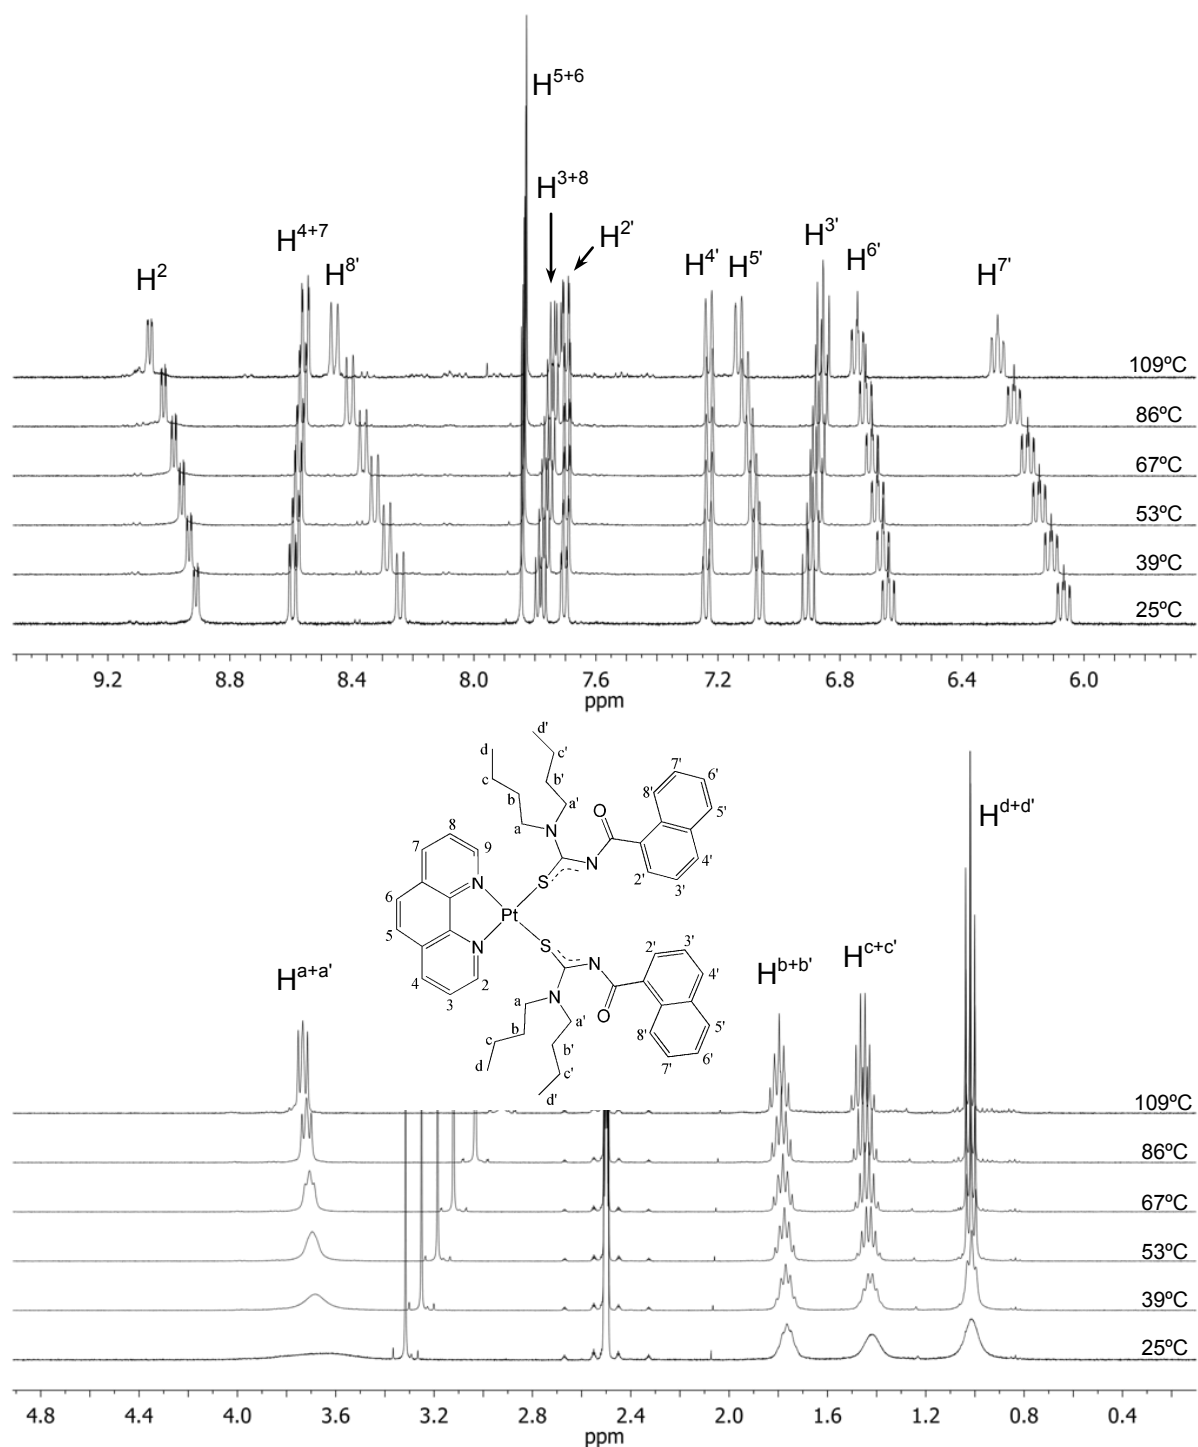 H5+6
H3+8
H2'
H4+7
H8'
H2
H4'
H5'
H3'
H6'
H7'
109ºC
86ºC
67ºC
53ºC
39ºC
25ºC
9.2 8.8 8.4 8.0 7.6 7.2 6.8 6.4 6.0
ppm
d'
d
c'
c
b'
b
a'
a
N
O
7'
8'
6'
5'
4'
3'
2'
N
S
8
7
9
6
5
4
3
2
N
N
Pt
S
N
N
O
2'
3'
4'
5'
6'
7'
8'
a
a'
b
b'
c
c'
d
d'
Ha+a'
Hb+b'
Hc+c'
Hd+d'
109ºC
86ºC
67ºC
53ºC
39ºC
25ºC
4.8 4.4 4.0 3.6 3.2 2.8 2.4 2.0 1.6 1.2 0.8 0.4
ppm